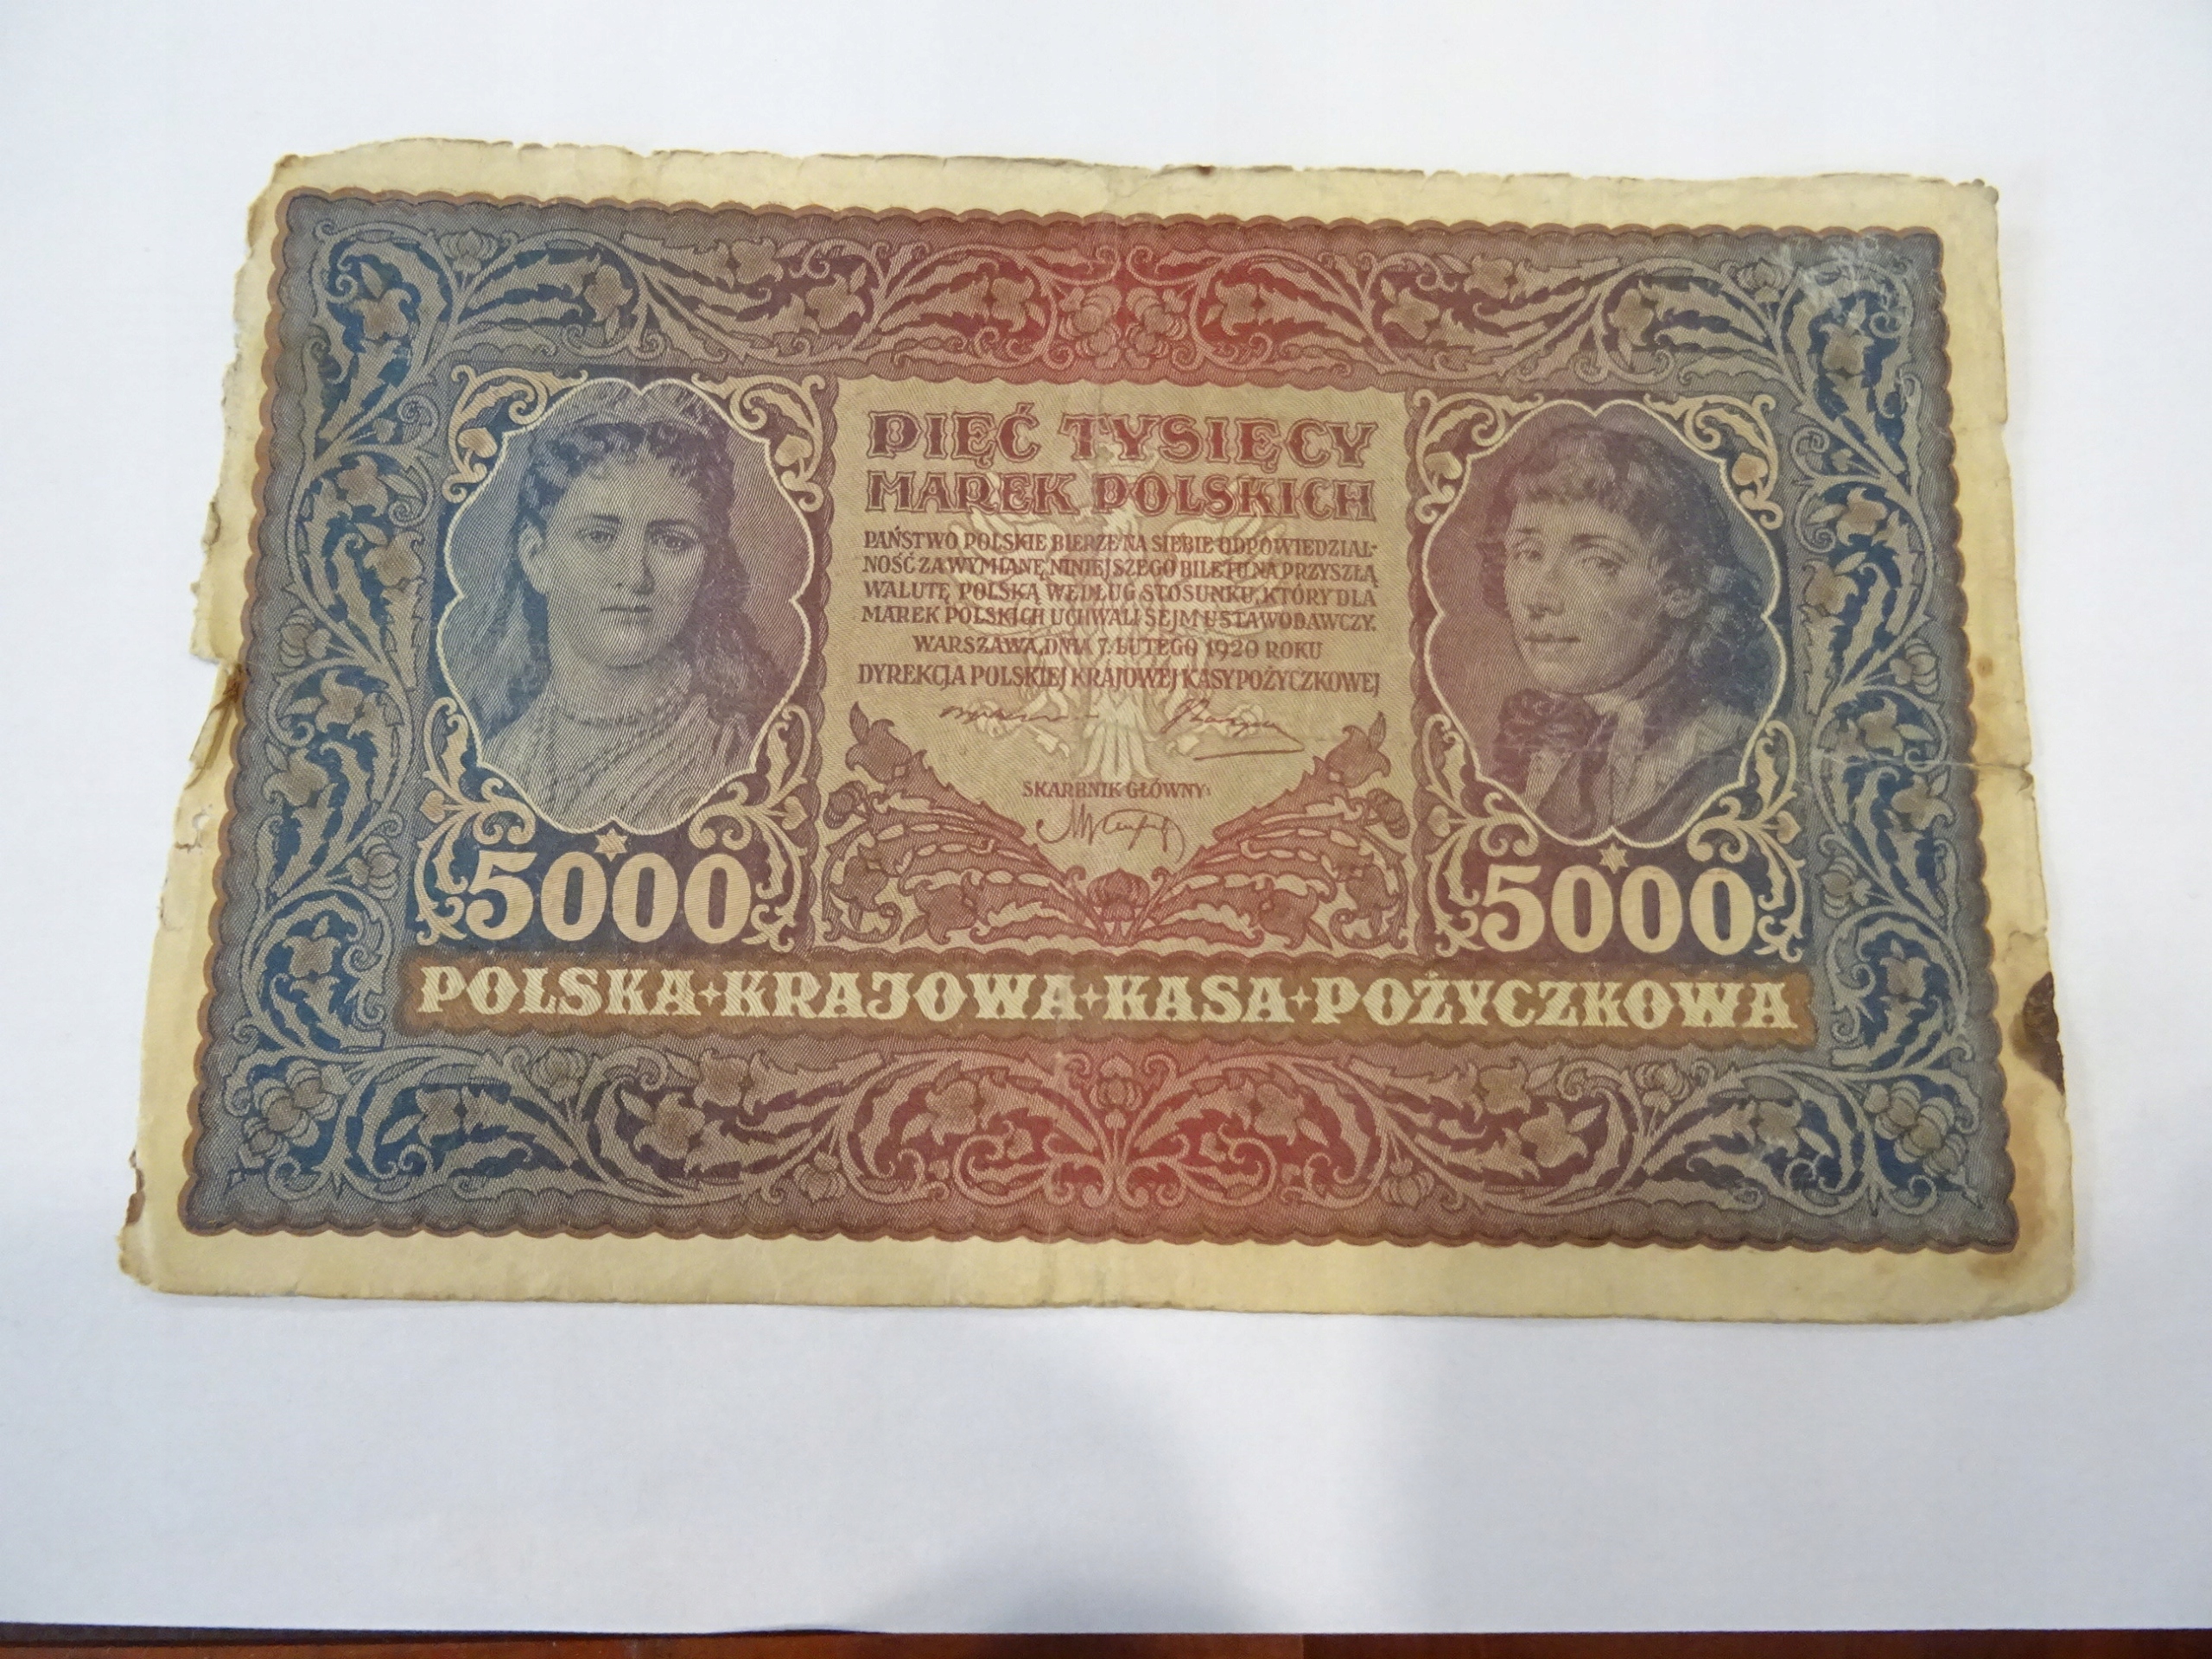 PIĘĆ TYSIĘCY
MAREK POLSKICH
PAŃSTWO POLSKIE BIERZE NA SIEBIE ODPOWIEDZIAL-
NOŚĆ ZA WYMIANĘ NINIEJSZEGO BILETU NA PRZYSZŁĄ
WALUTĘ POLSKĄ WEDŁUG STOSUNKU, KTÓRY DLA
MAREK POLSKICH UCHWALI SEJM USTAWODAWCZY.
WARSZAWA, DNIA 7. LUTEGO 1920 ROKU
DYREKCJA POLSKIEJ KRAJOWEJ KASY POŻYCZKOWEJ
SKARBNIK GŁÓWNY:
5000
5000
POLSKA+KRAJOWA+KASA+POŻYCZKOWA